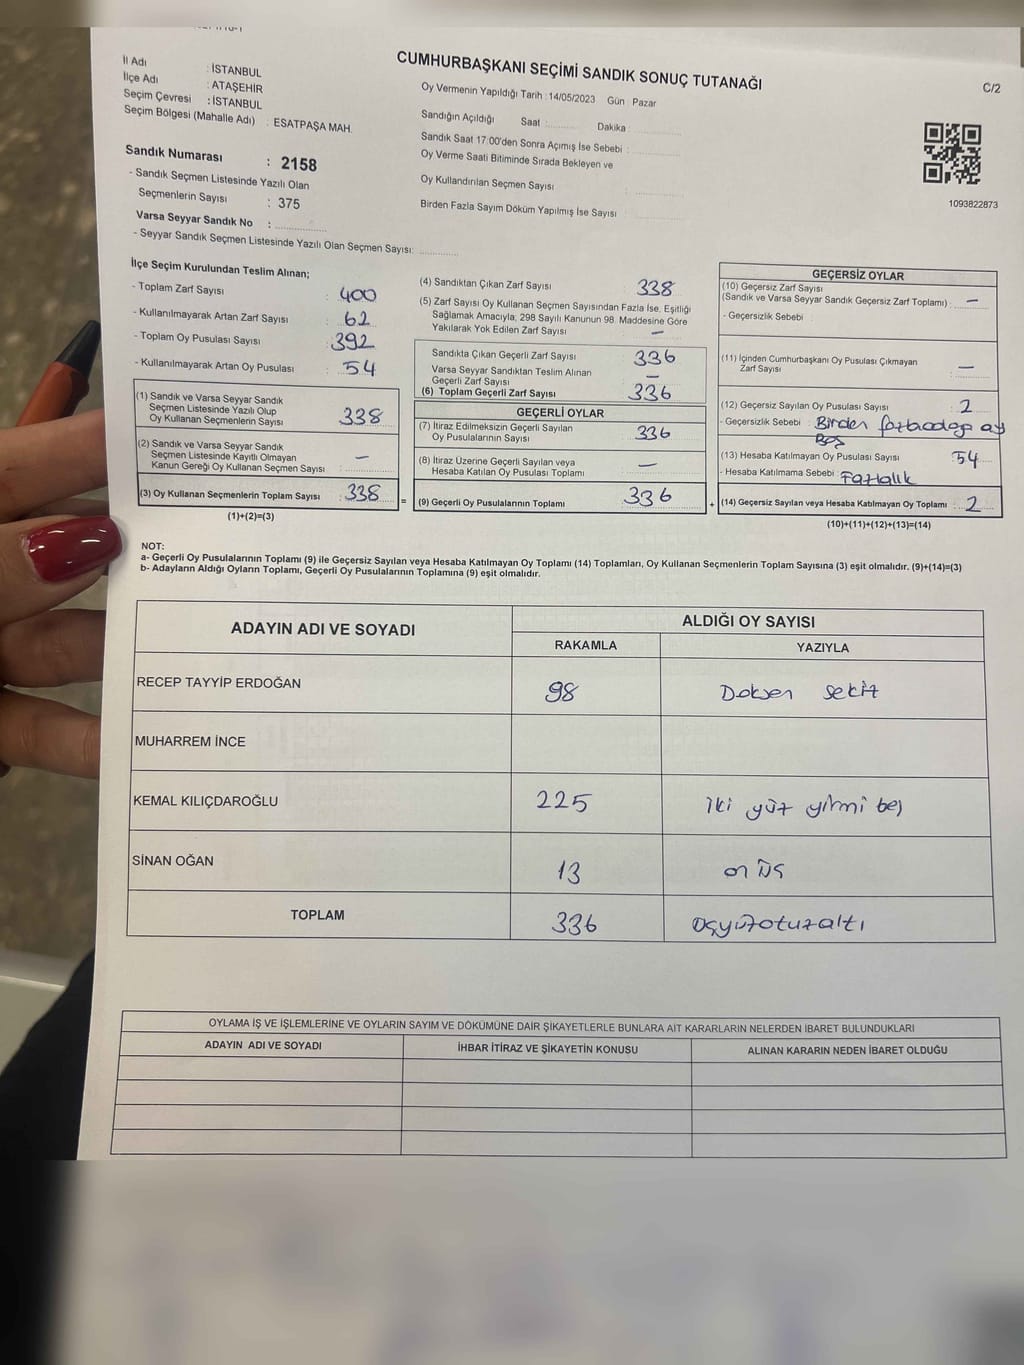 CUMHURBAŞKANI SEÇİMİ SANDIK SONUÇ TUTANAĞI
C/2
İl Adı : İSTANBUL
İlçe Adı : ATAŞEHİR
Seçim Çevresi : İSTANBUL
Seçim Bölgesi (Mahalle Adı) : ESATPAŞA MAH.
Sandık Numarası : 2158
- Sandık Seçmen Listesinde Yazılı Olan
Seçmenlerin Sayısı : 375
Varsa Seyyar Sandık No :
- Seyyar Sandık Seçmen Listesinde Yazılı Olan Seçmen Sayısı:
Oy Vermenin Yapıldığı Tarih : 14/05/2023 Gün : Pazar
Sandığın Açıldığı Saat : Dakika :
Sandık Saat 17:00'den Sonra Açımış İse Sebebi :
Oy Verme Saati Bitiminde Sırada Bekleyen ve
Oy Kullandırılan Seçmen Sayısı :
Birden Fazla Sayım Döküm Yapılmış İse Sayısı
1093822873
İlçe Seçim Kurulundan Teslim Alınan;
- Toplam Zarf Sayısı : 400
- Kullanılmayarak Artan Zarf Sayısı : 62
- Toplam Oy Pusulası Sayısı : 392
- Kullanılmayarak Artan Oy Pusulası : 54
(1) Sandık ve Varsa Seyyar Sandık
Seçmen Listesinde Yazılı Olup
Oy Kullanan Seçmenlerin Sayısı : 338
(2) Sandık ve Varsa Seyyar Sandık
Seçmen Listesinde Kayıtlı Olmayan
Kanun Gereği Oy Kullanan Seçmen Sayısı : —
(3) Oy Kullanan Seçmenlerin Toplam Sayısı : 338
(1)+(2)=(3)
=
(4) Sandıktan Çıkan Zarf Sayısı 338
(5) Zarf Sayısı Oy Kullanan Seçmen Sayısından Fazla İse, Eşitliği
Sağlamak Amacıyla, 298 Sayılı Kanunun 98. Maddesine Göre
Yakılarak Yok Edilen Zarf Sayısı : —
Sandıkta Çıkan Geçerli Zarf Sayısı 336
Varsa Seyyar Sandıktan Teslim Alınan
Geçerli Zarf Sayısı —
(6) Toplam Geçerli Zarf Sayısı 336
GEÇERLİ OYLAR
(7) İtiraz Edilmeksizin Geçerli Sayılan
Oy Pusulalarının Sayısı 336
(8) İtiraz Üzerine Geçerli Sayılan veya
Hesaba Katılan Oy Pusulası Toplamı —
(9) Geçerli Oy Pusulalarının Toplamı 336
+
GEÇERSİZ OYLAR
(10) Geçersiz Zarf Sayısı
(Sandık ve Varsa Seyyar Sandık Geçersiz Zarf Toplamı) : —
- Geçersizlik Sebebi :
(11) İçinden Cumhurbaşkanı Oy Pusulası Çıkmayan
Zarf Sayısı : —
(12) Geçersiz Sayılan Oy Pusulası Sayısı : 2
- Geçersizlik Sebebi : Birden
Boş
(13) Hesaba Katılmayan Oy Pusulası Sayısı 54
- Hesaba Katılmama Sebebi : Fazlalık
(14) Geçersiz Sayılan veya Hesaba Katılmayan Oy Toplamı : 2
(10)+(11)+(12)+(13)=(14)
NOT:
a- Geçerli Oy Pusulalarının Toplamı (9) ile Geçersiz Sayılan veya Hesaba Katılmayan Oy Toplamı (14) Toplamları, Oy Kullanan Seçmenlerin Toplam Sayısına (3) eşit olmalıdır. (9)+(14)=(3)
b- Adayların Aldığı Oyların Toplamı, Geçerli Oy Pusulalarının Toplamına (9) eşit olmalıdır.
ADAYIN ADI VE SOYADI
ALDIĞI OY SAYISI
RAKAMLA YAZIYLA
RECEP TAYYİP ERDOĞAN 98 Doksen sekiz
MUHARREM İNCE
KEMAL KILIÇDAROĞLU 225 iki yüz yirmi beş
SİNAN OĞAN 13 on üç
TOPLAM 336 üçyüzotuzaltı
OYLAMA İŞ VE İŞLEMLERİNE VE OYLARIN SAYIM VE DÖKÜMÜNE DAİR ŞİKAYETLERLE BUNLARA AİT KARARLARIN NELERDEN İBARET BULUNDUKLARI
ADAYIN ADI VE SOYADI İHBAR İTİRAZ VE ŞİKAYETİN KONUSU ALINAN KARARIN NEDEN İBARET OLDUĞU